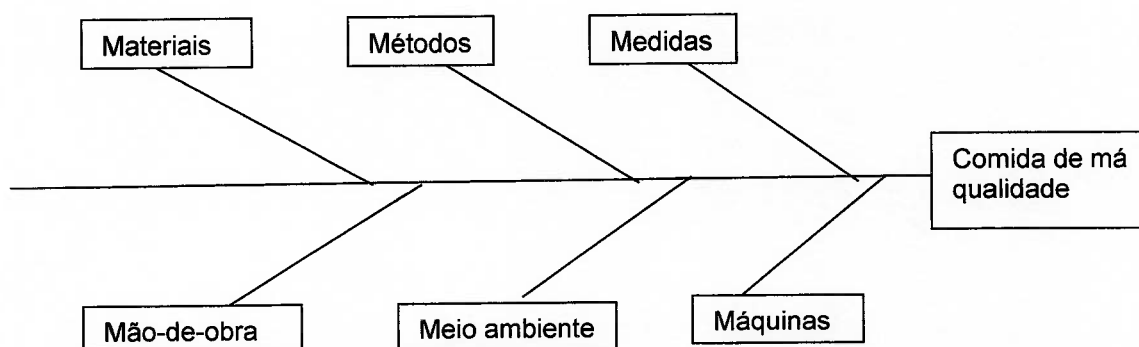 Materiais
Métodos
Medidas
Comida de má
qualidade
Mão-de-obra
Meio ambiente
Máquinas